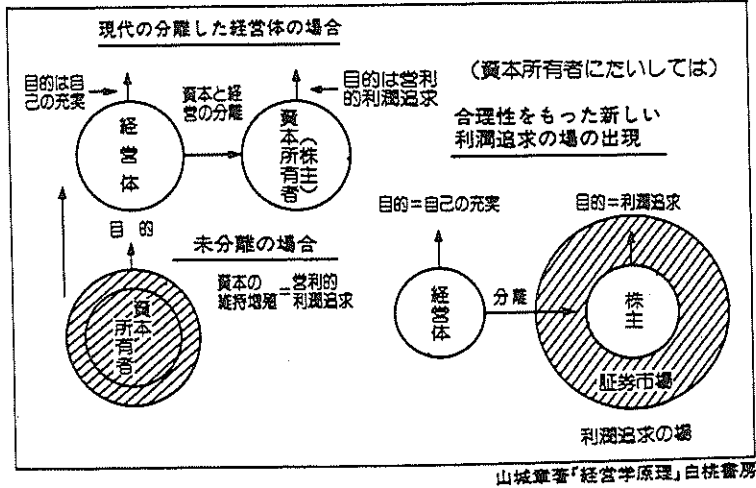 現代の分離した経営体の場合
目的は自
己の充実
経営体
資本と経
営の分離
資本所有者
(株主)
目的は営利
的利潤追求
目的
未分離の場合
資本の
維持増殖=営利的
利潤追求
資本
所有者
(資本所有者にたいしては)
合理性をもった新しい
利潤追求の場の出現
目的=自己の充実
目的=利潤追求
経営体
分離
株主
証券市場
利潤追求の場
山城章著「経営学原理」白桃書房